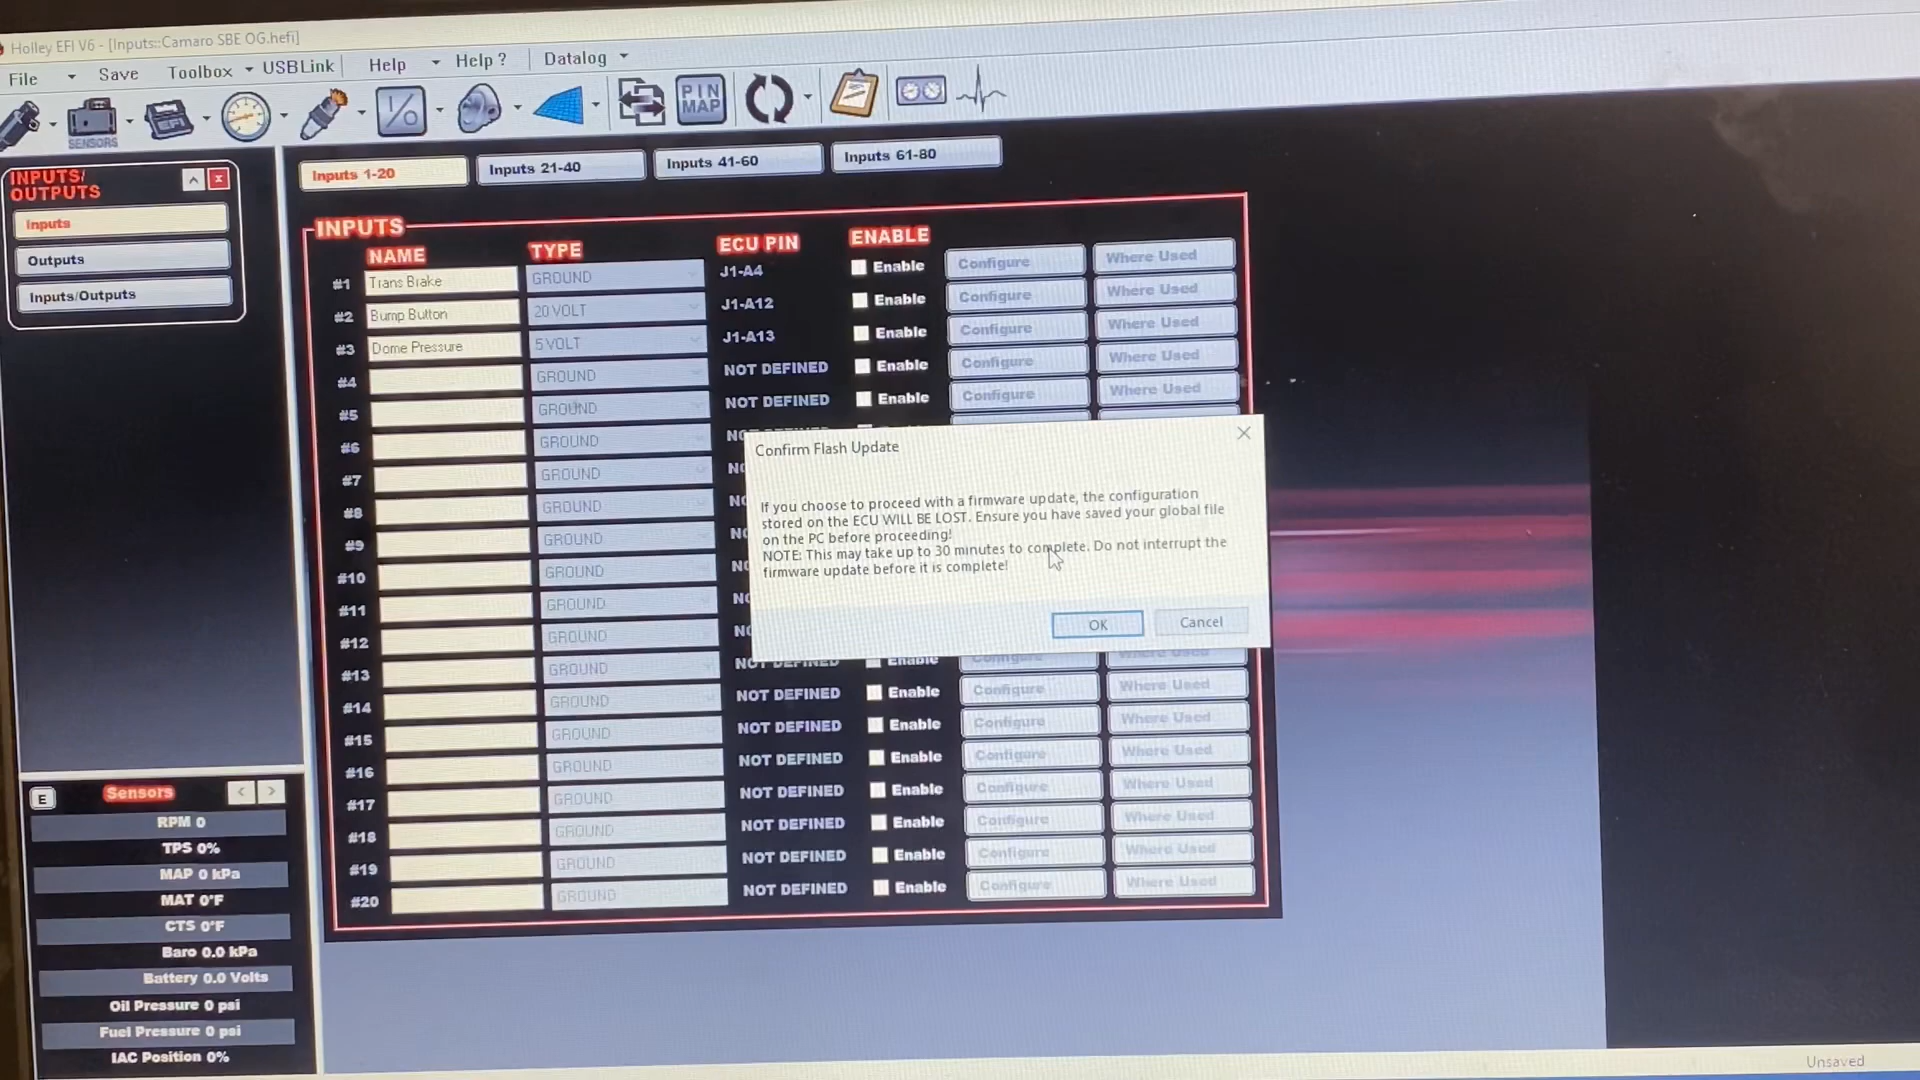 Holley EFI V6 - [Inputs::Camaro SBE OG.hefi]
File Save Toolbox USBLink Help Help ? Datalog
SENSORS EFI I/O PIN MAP
INPUTS/
OUTPUTS
Inputs
Outputs
Inputs/Outputs
Inputs 1-20 Inputs 21-40 Inputs 41-60 Inputs 61-80
INPUTS
NAME TYPE ECU PIN ENABLE
#1 Trans Brake GROUND J1-A4 Enable Configure Where Used
#2 Bump Button 20 VOLT J1-A12 Enable Configure Where Used
#3 Dome Pressure 5 VOLT J1-A13 Enable Configure Where Used
#4 GROUND NOT DEFINED Enable Configure Where Used
#5 GROUND NOT DEFINED Enable Configure Where Used
#6 GROUND
#7 GROUND
#8 GROUND
#9 GROUND
#10 GROUND
#11 GROUND
#12 GROUND
#13 GROUND NOT DEFINED Enable Configure Where Used
#14 GROUND NOT DEFINED Enable Configure Where Used
#15 GROUND NOT DEFINED Enable Configure Where Used
#16 GROUND NOT DEFINED Enable Configure Where Used
#17 GROUND NOT DEFINED Enable Configure Where Used
#18 GROUND NOT DEFINED Enable Configure Where Used
#19 GROUND NOT DEFINED Enable Configure Where Used
#20 GROUND NOT DEFINED Enable Configure Where Used
Confirm Flash Update
If you choose to proceed with a firmware update, the configuration
stored on the ECU WILL BE LOST. Ensure you have saved your global file
on the PC before proceeding!
NOTE: This may take up to 30 minutes to complete. Do not interrupt the
firmware update before it is complete!
OK Cancel
E Sensors < >
RPM 0
TPS 0%
MAP 0 kPa
MAT 0°F
CTS 0°F
Baro 0.0 kPa
Battery 0.0 Volts
Oil Pressure 0 psi
Fuel Pressure 0 psi
IAC Position 0%
Unsaved